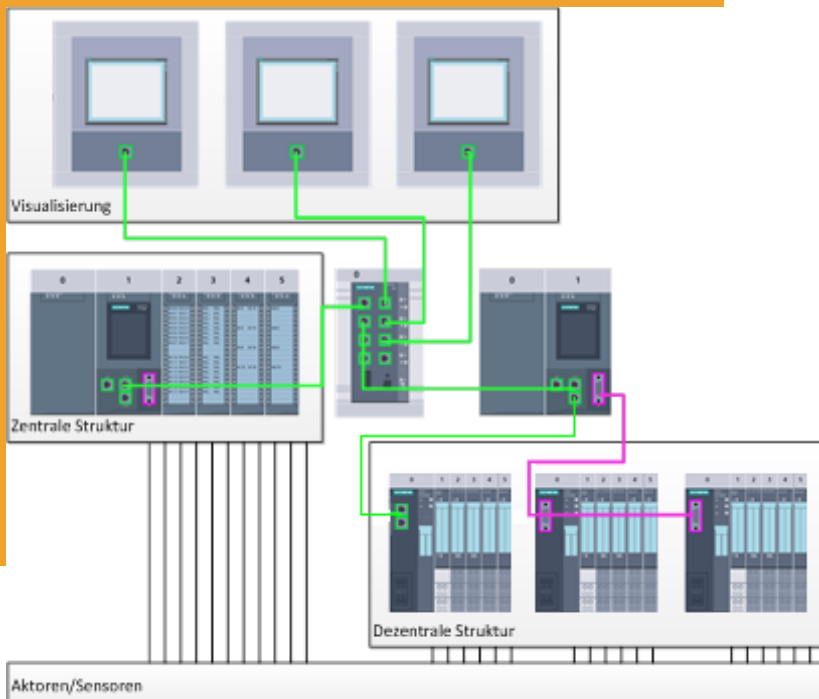 Visualisierung
0 1 2 3 4 5
0
0 1
Zentrale Struktur
0 1 2 3 4 5
0 1 2 3 4 5
0 1 2 3 4 5
Dezentrale Struktur
Aktoren/Sensoren